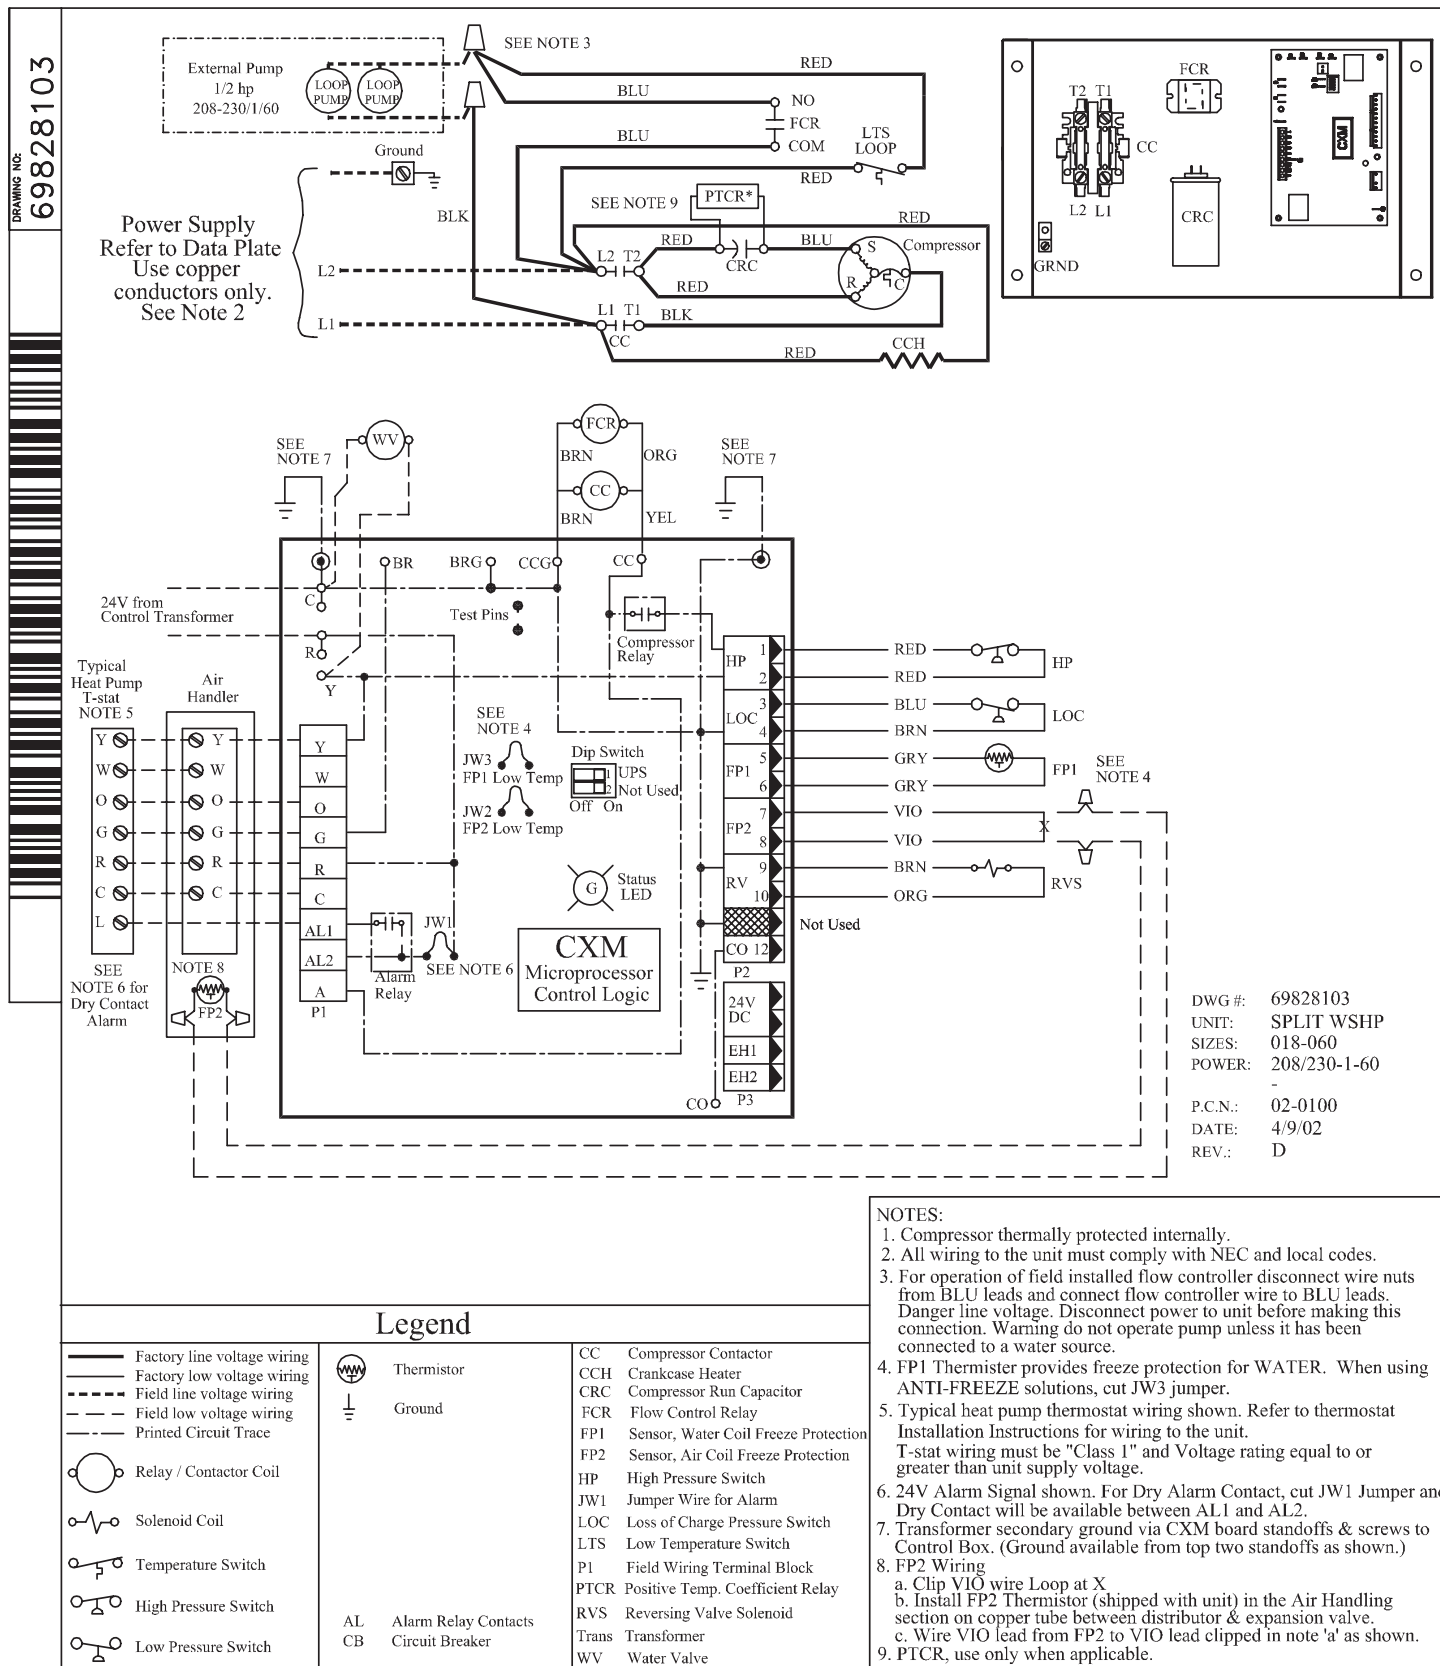 DRAWING NO:
69828103
External Pump
1/2 hp
208-230/1/60
LOOP
PUMP
LOOP
PUMP
SEE NOTE 3
RED
BLU
NO
FCR
COM
BLU
LTS
LOOP
RED
Ground
Power Supply
Refer to Data Plate
Use copper
conductors only.
See Note 2
BLK
SEE NOTE 9
PTCR*
RED
RED
CRC
BLU
S
R
C
Compressor
L2
L2 T2
RED
L1
L1 T1
BLK
CC
RED
CCH
T2 T1
CC
L2 L1
FCR
CRC
CXM
GRND
SEE
NOTE 7
WV
FCR
BRN
ORG
CC
BRN
YEL
SEE
NOTE 7
BR
BRG
CCG
CC
C
24V from
Control Transformer
R
Y
Test Pins
Compressor
Relay
Typical
Heat Pump
T-stat
NOTE 5
Air
Handler
Y
W
O
G
R
C
L
Y
W
O
G
R
C
Y
W
O
G
R
C
AL1
AL2
A
P1
SEE
NOTE 4
JW3
FP1 Low Temp
JW2
FP2 Low Temp
Dip Switch
1
UPS
2
Not Used
Off On
G
Status
LED
JW1
SEE NOTE 6
Alarm
Relay
CXM
Microprocessor
Control Logic
HP
1
2
LOC
3
4
FP1
5
6
FP2
7
8
RV
9
10
Not Used
CO 12
P2
24V
DC
EH1
EH2
P3
CO
RED
RED
HP
BLU
BRN
LOC
GRY
GRY
FP1
VIO
VIO
X
SEE
NOTE 4
BRN
ORG
RVS
SEE
NOTE 6 for
Dry Contact
Alarm
NOTE 8
FP2
DWG #: 69828103
UNIT: SPLIT WSHP
SIZES: 018-060
POWER: 208/230-1-60
-
P.C.N.: 02-0100
DATE: 4/9/02
REV.: D
Legend
Factory line voltage wiring
Factory low voltage wiring
Field line voltage wiring
Field low voltage wiring
Printed Circuit Trace
Relay / Contactor Coil
Solenoid Coil
Temperature Switch
High Pressure Switch
Low Pressure Switch
Thermistor
Ground
AL Alarm Relay Contacts
CB Circuit Breaker
CC Compressor Contactor
CCH Crankcase Heater
CRC Compressor Run Capacitor
FCR Flow Control Relay
FP1 Sensor, Water Coil Freeze Protection
FP2 Sensor, Air Coil Freeze Protection
HP High Pressure Switch
JW1 Jumper Wire for Alarm
LOC Loss of Charge Pressure Switch
LTS Low Temperature Switch
P1 Field Wiring Terminal Block
PTCR Positive Temp. Coefficient Relay
RVS Reversing Valve Solenoid
Trans Transformer
WV Water Valve
NOTES:
1. Compressor thermally protected internally.
2. All wiring to the unit must comply with NEC and local codes.
3. For operation of field installed flow controller disconnect wire nuts
from BLU leads and connect flow controller wire to BLU leads.
Danger line voltage. Disconnect power to unit before making this
connection. Warning do not operate pump unless it has been
connected to a water source.
4. FP1 Thermister provides freeze protection for WATER. When using
ANTI-FREEZE solutions, cut JW3 jumper.
5. Typical heat pump thermostat wiring shown. Refer to thermostat
Installation Instructions for wiring to the unit.
T-stat wiring must be "Class 1" and Voltage rating equal to or
greater than unit supply voltage.
6. 24V Alarm Signal shown. For Dry Alarm Contact, cut JW1 Jumper and
Dry Contact will be available between AL1 and AL2.
7. Transformer secondary ground via CXM board standoffs & screws to
Control Box. (Ground available from top two standoffs as shown.)
8. FP2 Wiring
a. Clip VIO wire Loop at X
b. Install FP2 Thermistor (shipped with unit) in the Air Handling
section on copper tube between distributor & expansion valve.
c. Wire VIO lead from FP2 to VIO lead clipped in note 'a' as shown.
9. PTCR, use only when applicable.